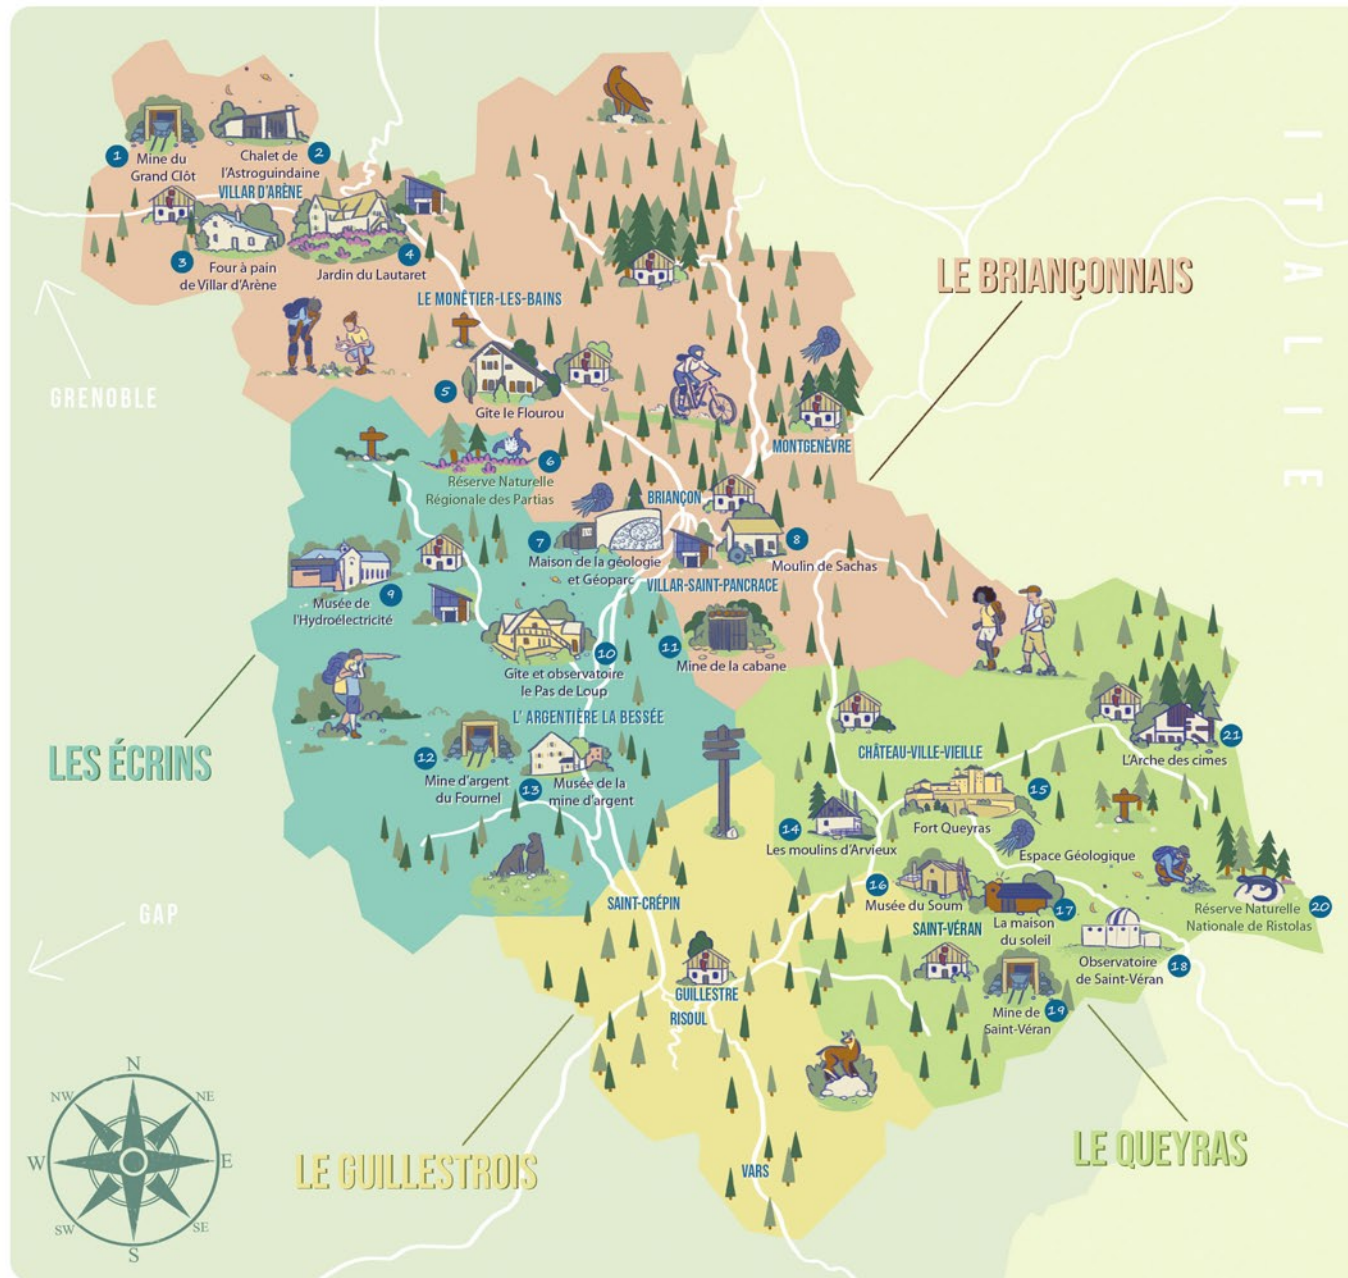 1
Mine du
Grand Clôt
Chalet de
l'Astroguindaine
2
VILLAR D'ARÈNE
3
Four à pain
de Villar d'Arène
4
Jardin du Lautaret
LE MONÊTIER-LES-BAINS
LE BRIANÇONNAIS
ITALIE
GRENOBLE
5
Gîte le Flourou
MONTGENÈVRE
6
Réserve Naturelle
Régionale des Partias
BRIANÇON
7
Maison de la géologie
et Géoparc
8
Moulin de Sachas
VILLAR-SAINT-PANCRACE
9
Musée de
l'Hydroélectricité
10
Gîte et observatoire
le Pas de Loup
11
Mine de la cabane
L' ARGENTIÈRE LA BESSÉE
LES ÉCRINS
12
Mine d'argent
du Fournel
13
Musée de la
mine d'argent
CHÂTEAU-VILLE-VIEILLE
21
L'Arche des cimes
14
Les moulins d'Arvieux
15
Fort Queyras
Espace Géologique
16
Musée du Soum
17
La maison
du soleil
20
Réserve Naturelle
Nationale de Ristolas
GAP
SAINT-CRÉPIN
SAINT-VÉRAN
Observatoire
de Saint-Véran
18
GUILLESTRE
RISOUL
Mine de
Saint-Véran
19
LE GUILLESTROIS
VARS
LE QUEYRAS
N
NW
NE
W
E
SW
SE
S